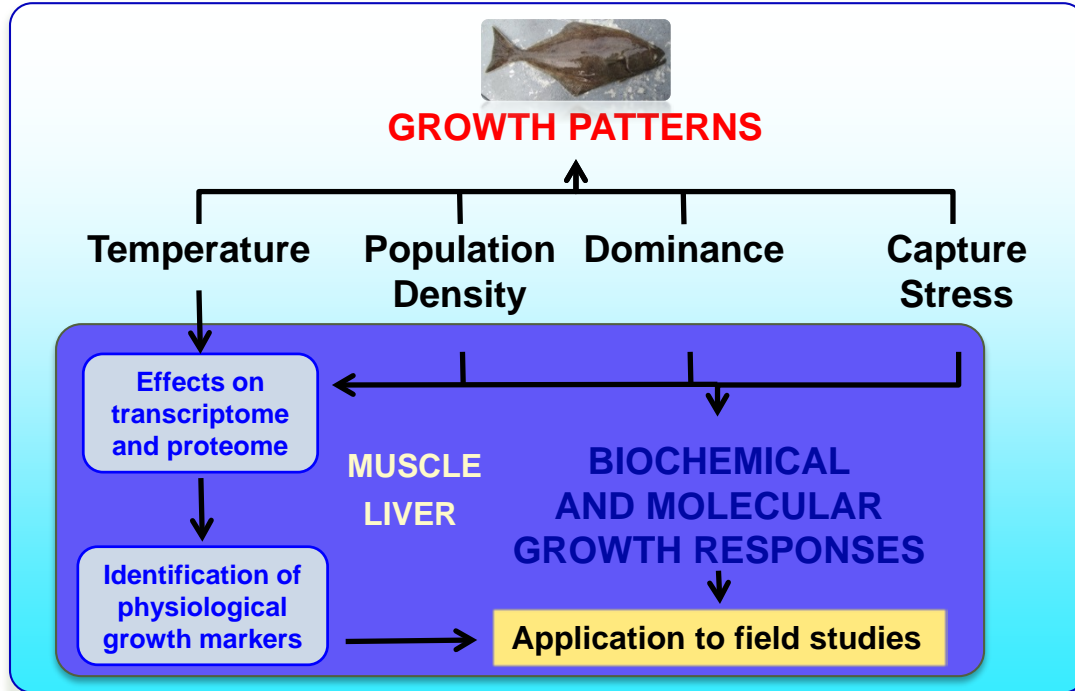 GROWTH PATTERNS
Temperature
Population
Density
Dominance
Capture
Stress
Effects on
transcriptome
and proteome
MUSCLE
LIVER
BIOCHEMICAL
AND MOLECULAR
GROWTH RESPONSES
Identification of
physiological
growth markers
Application to field studies